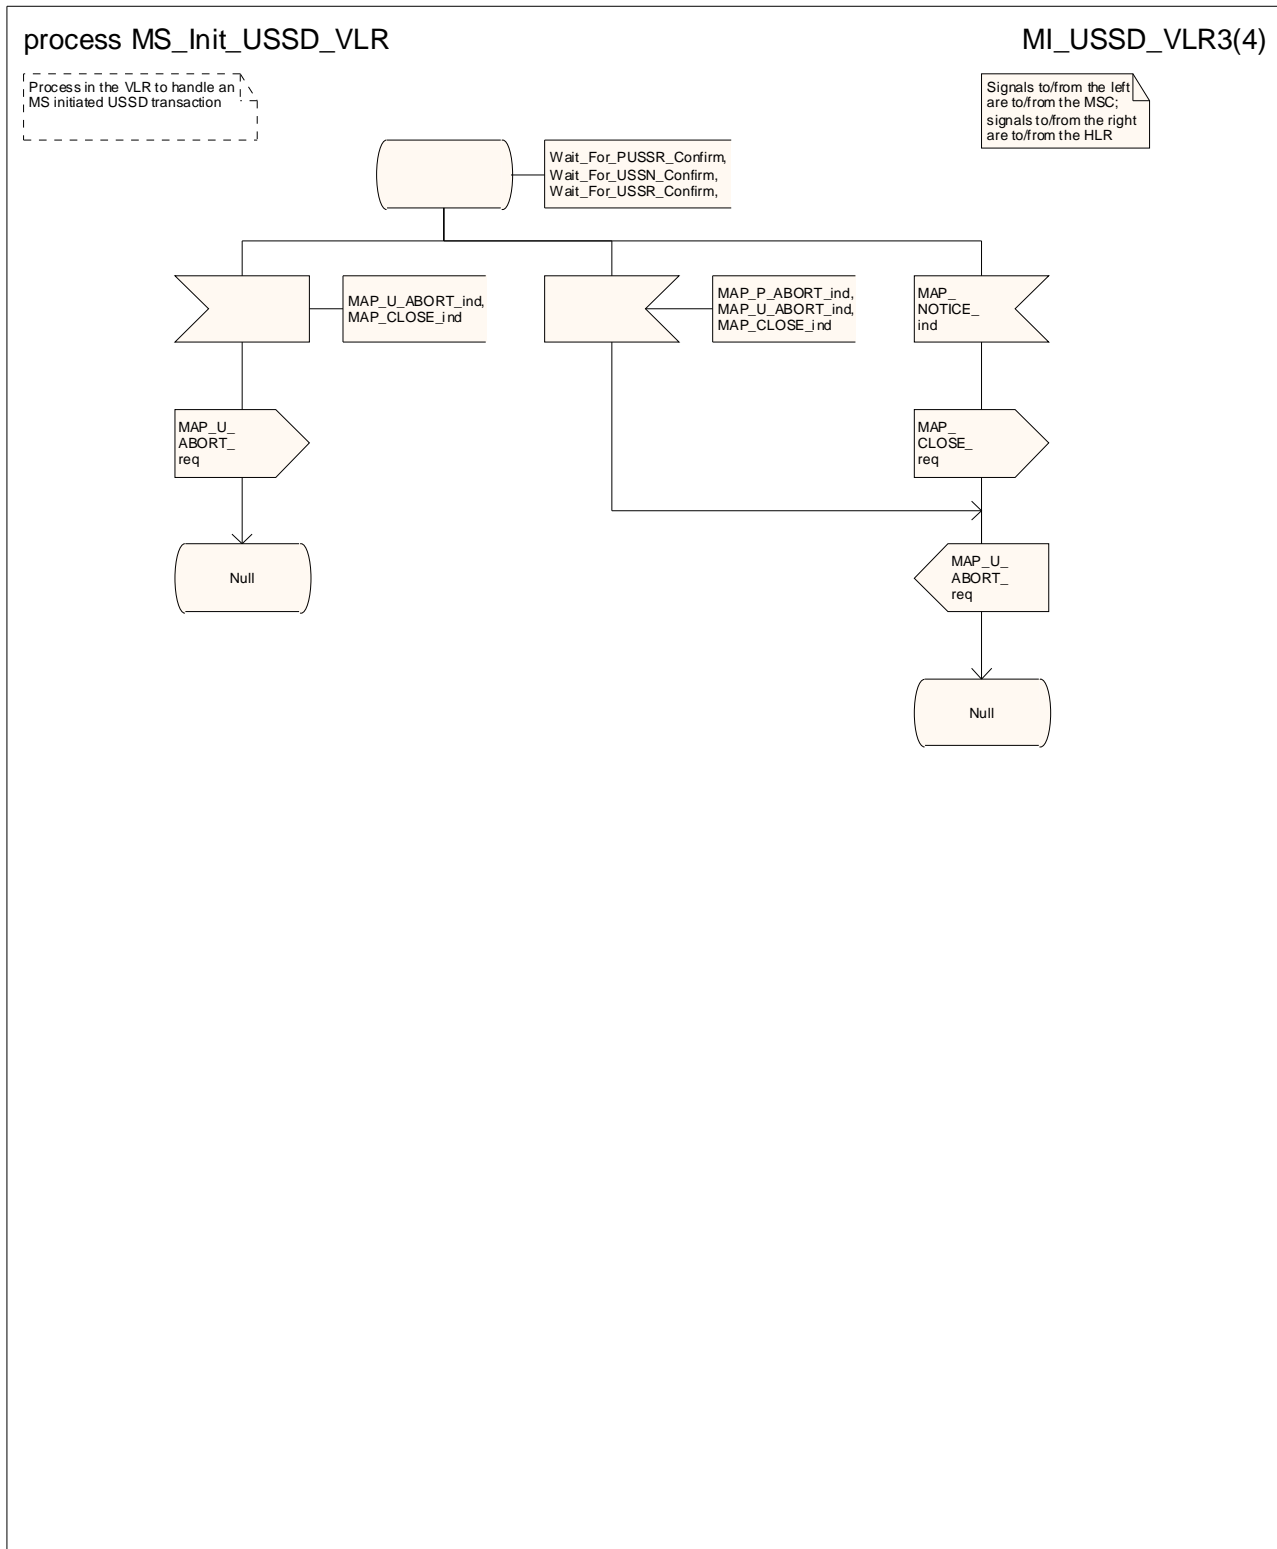 process MS_Init_USSD_VLR
MI_USSD_VLR3(4)
Process in the VLR to handle an
MS initiated USSD transaction
Signals to/from the left
are to/from the MSC;
signals to/from the right
are to/from the HLR
Wait_For_PUSSR_Confirm,
Wait_For_USSN_Confirm,
Wait_For_USSR_Confirm,
MAP_U_ABORT_ind,
MAP_CLOSE_ind
MAP_P_ABORT_ind,
MAP_U_ABORT_ind,
MAP_CLOSE_ind
MAP_
NOTICE_
ind
MAP_U_
ABORT_
req
MAP_
CLOSE_
req
Null
MAP_U_
ABORT_
req
Null